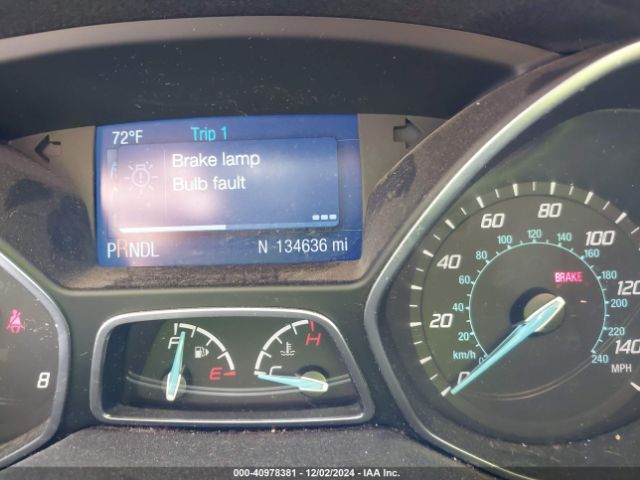 72°F Trip 1
Brake lamp
Bulb fault
PRNDL N 134636 mi
F E
C H
8
0 20 40 60 80 100 120 140
MPH
0 20 40 60 80 100 120 140 160 180 200 240
km/h
BRAKE
000-40978381 - 12/02/2024 - IAA Inc.